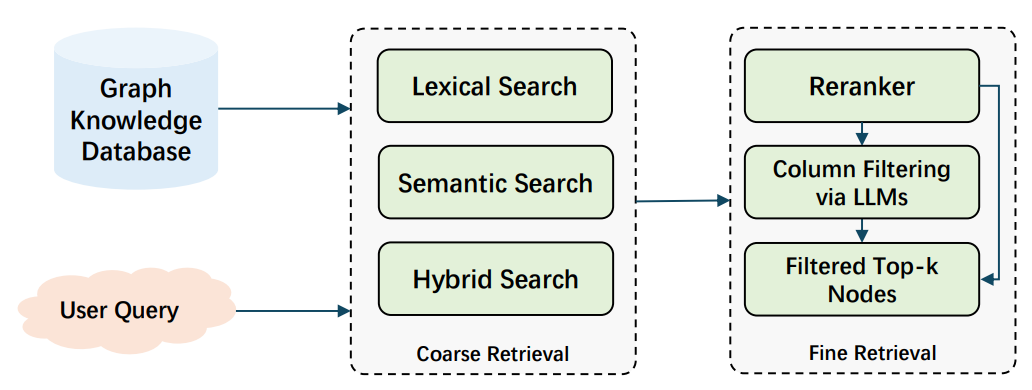 Graph
Knowledge
Database
User Query
Lexical Search
Semantic Search
Hybrid Search
Coarse Retrieval
Reranker
Column Filtering
via LLMs
Filtered Top-k
Nodes
Fine Retrieval